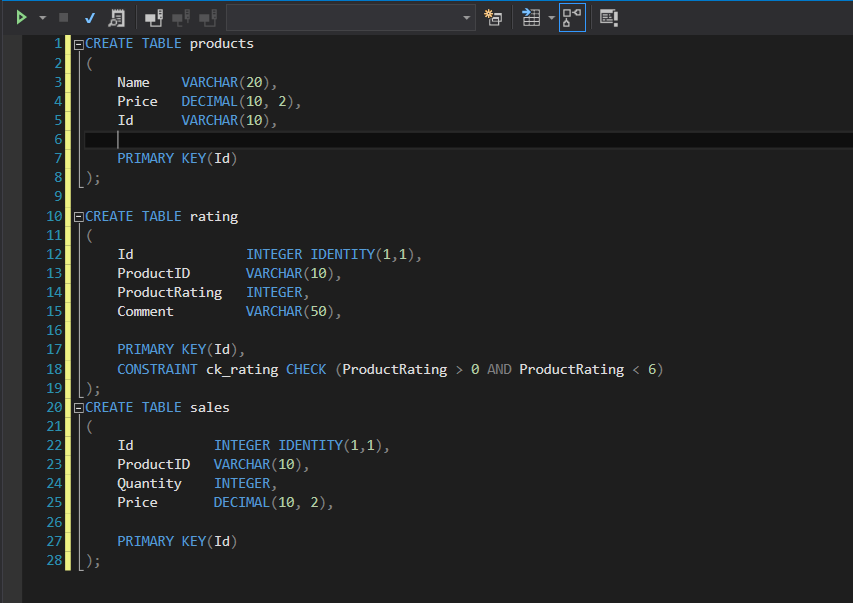 1 CREATE TABLE products
2 (
3 Name VARCHAR(20),
4 Price DECIMAL(10, 2),
5 Id VARCHAR(10),
6
7 PRIMARY KEY(Id)
8 );
9
10 CREATE TABLE rating
11 (
12 Id INTEGER IDENTITY(1,1),
13 ProductID VARCHAR(10),
14 ProductRating INTEGER,
15 Comment VARCHAR(50),
16
17 PRIMARY KEY(Id),
18 CONSTRAINT ck_rating CHECK (ProductRating > 0 AND ProductRating < 6)
19 );
20 CREATE TABLE sales
21 (
22 Id INTEGER IDENTITY(1,1),
23 ProductID VARCHAR(10),
24 Quantity INTEGER,
25 Price DECIMAL(10, 2),
26
27 PRIMARY KEY(Id)
28 );